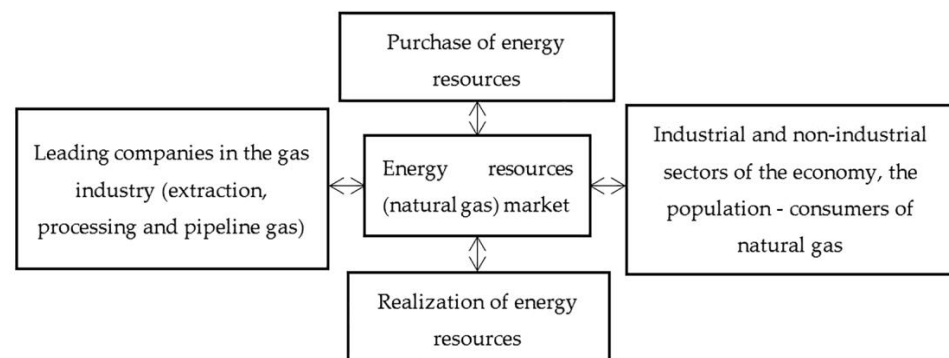 Purchase of energy
resources
Leading companies in the gas
industry (extraction,
processing and pipeline gas)
Energy resources
(natural gas) market
Industrial and non-industrial
sectors of the economy, the
population - consumers of
natural gas
Realization of energy
resources